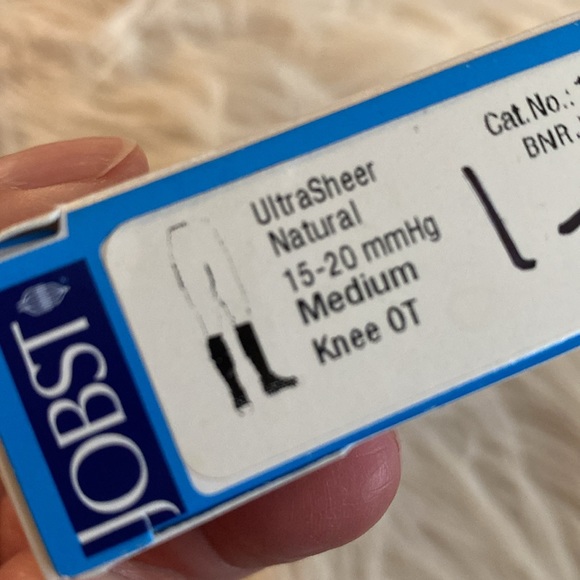 JOBST
UltraSheer
Natural
15-20 mmHg
Medium
Knee OT
Cat.No.:
BNR